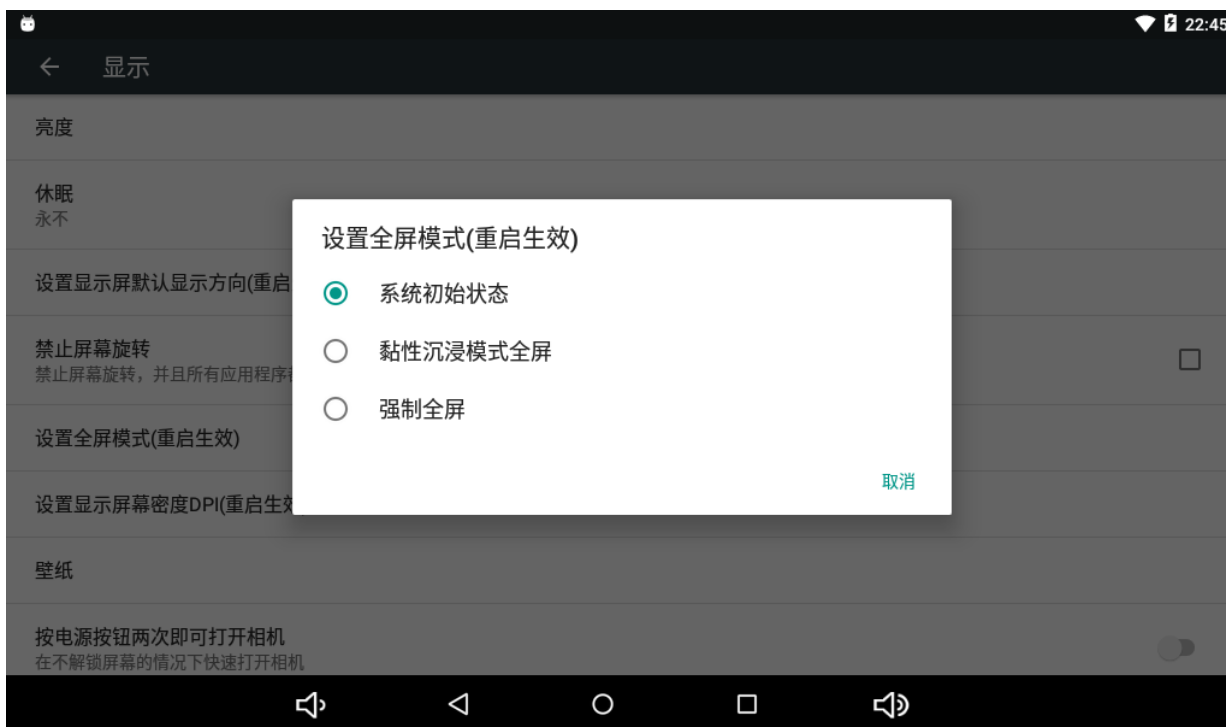 22:45
显示
亮度
休眠
永不
设置显示屏默认显示方向(重启
禁止屏幕旋转
禁止屏幕旋转，并且所有应用程序
设置全屏模式(重启生效)
设置显示屏幕密度DPI(重启生效
壁纸
按电源按钮两次即可打开相机
在不解锁屏幕的情况下快速打开相机
设置全屏模式(重启生效)
系统初始状态
黏性沉浸模式全屏
强制全屏
取消